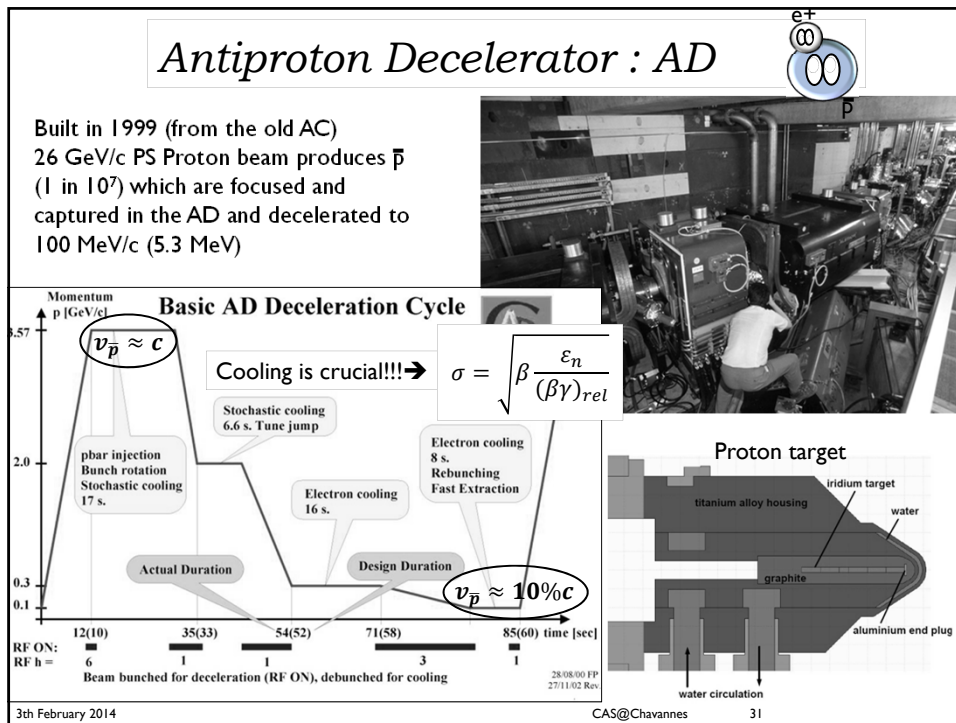 Antiproton Decelerator : AD
e+
p̄
Built in 1999 (from the old AC)
26 GeV/c PS Proton beam produces p̄
(1 in 10⁷) which are focused and
captured in the AD and decelerated to
100 MeV/c (5.3 MeV)
Momentum
p [GeV/c]
Basic AD Deceleration Cycle
3.57
v_p̄ ≈ c
Cooling is crucial!!!➔
σ = √(β ε_n / (βγ)_rel)
Stochastic cooling
6.6 s. Tune jump
pbar injection
Bunch rotation
Stochastic cooling
17 s.
2.0
Electron cooling
16 s.
Electron cooling
8 s.
Rebunching
Fast Extraction
Actual Duration
Design Duration
v_p̄ ≈ 10%c
0.3
0.1
12(10) 35(33) 54(52) 71(58) 85(60) time [sec]
RF ON:
RF h = 6 1 1 3 1
Beam bunched for deceleration (RF ON), debunched for cooling
28/08/00 FP
27/11/02 Rev.
Proton target
iridium target
titanium alloy housing
water
graphite
aluminium end plug
water circulation
3th February 2014 CAS@Chavannes 31